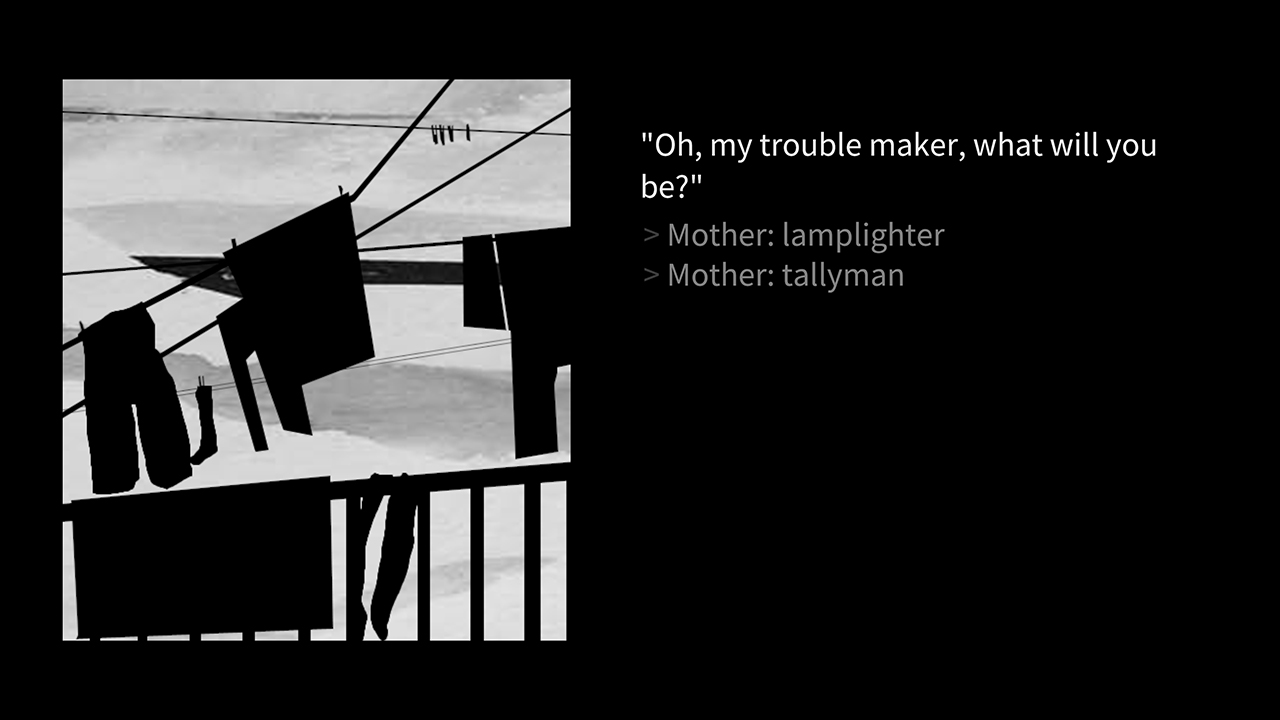 "Oh, my trouble maker, what will you
be?"
> Mother: lamplighter
> Mother: tallyman